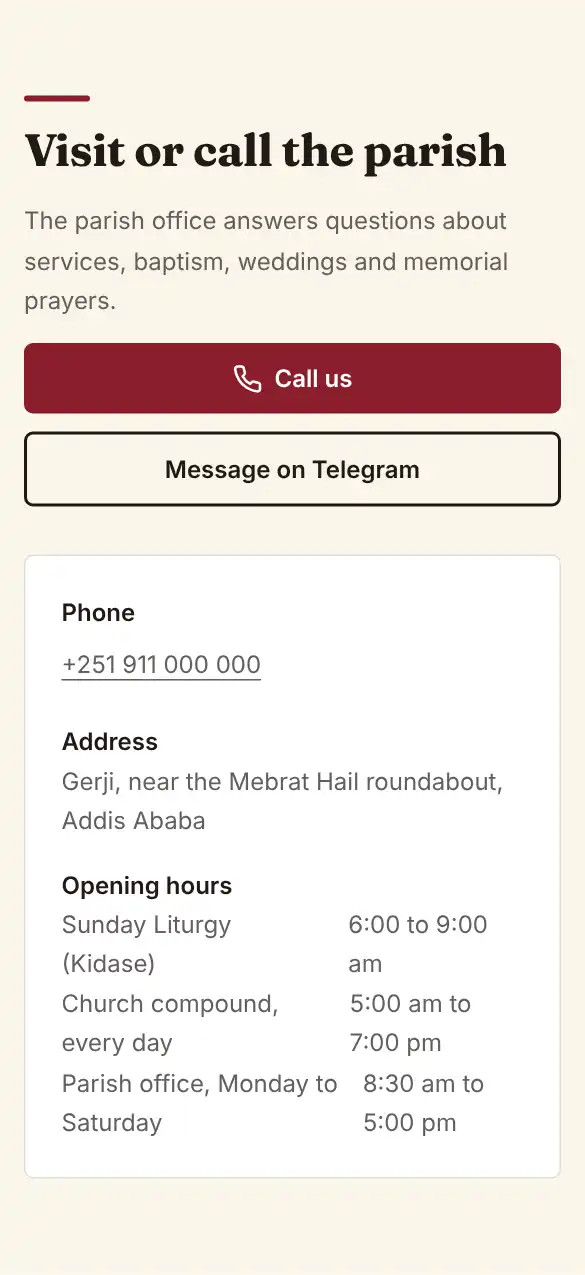 Visit or call the parish
The parish office answers questions about
services, baptism, weddings and memorial
prayers.
Call us
Message on Telegram
Phone
+251 911 000 000
Address
Gerji, near the Mebrat Hail roundabout,
Addis Ababa
Opening hours
Sunday Liturgy 6:00 to 9:00
(Kidase) am
Church compound, 5:00 am to
every day 7:00 pm
Parish office, Monday to 8:30 am to
Saturday 5:00 pm